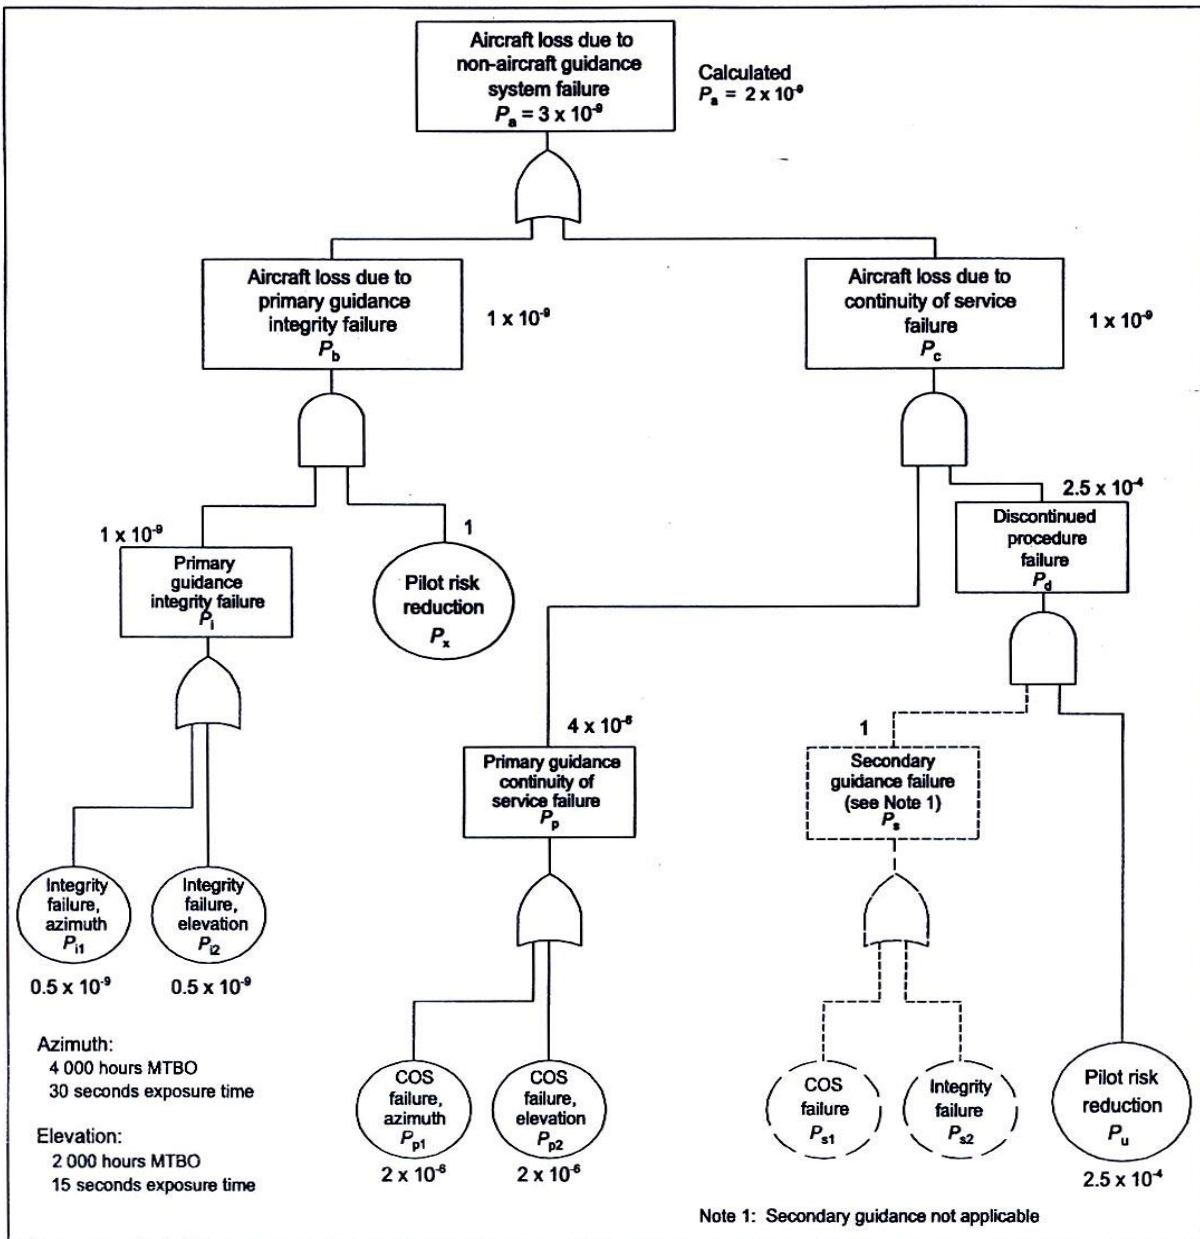 Aircraft loss due to
non-aircraft guidance
system failure
Pa = 3 x 10-9
Calculated
Pa = 2 x 10-9
Aircraft loss due to
primary guidance
integrity failure
Pb
1 x 10-9
Aircraft loss due to
continuity of service
failure
Pc
1 x 10-9
1 x 10-9
Primary
guidance
integrity failure
Pi
1
Pilot risk
reduction
Px
2.5 x 10-4
Discontinued
procedure
failure
Pd
4 x 10-6
Primary guidance
continuity of
service failure
Pp
1
Secondary
guidance failure
(see Note 1)
Ps
Integrity
failure,
azimuth
Pi1
0.5 x 10-9
Integrity
failure,
elevation
Pi2
0.5 x 10-9
Azimuth:
4 000 hours MTBO
30 seconds exposure time
Elevation:
2 000 hours MTBO
15 seconds exposure time
COS
failure,
azimuth
Pp1
2 x 10-6
COS
failure,
elevation
Pp2
2 x 10-6
COS
failure
Ps1
Integrity
failure
Ps2
Pilot risk
reduction
Pu
2.5 x 10-4
Note 1: Secondary guidance not applicable